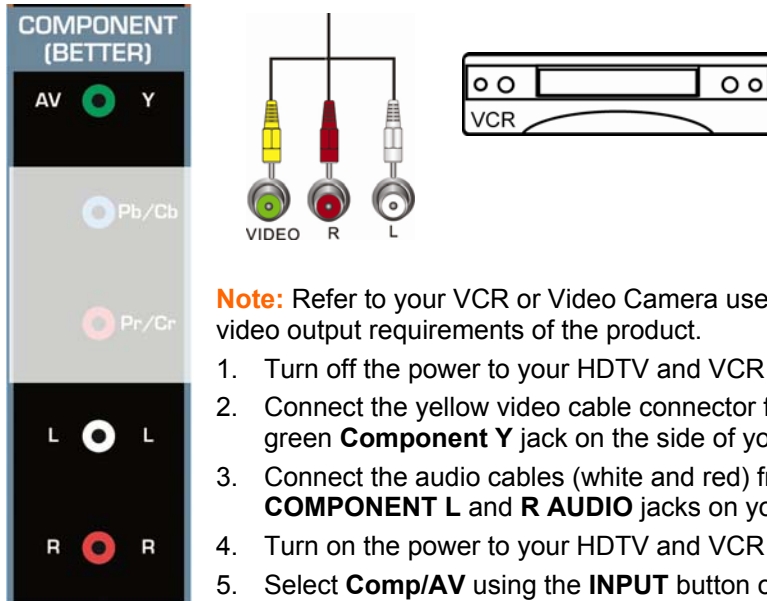 COMPONENT
(BETTER)
AV Y
Pb/Cb
Pr/Cr
L L
R R
VIDEO R L
VCR
Note: Refer to your VCR or Video Camera use
video output requirements of the product.
1. Turn off the power to your HDTV and VCR
2. Connect the yellow video cable connector f
green Component Y jack on the side of yo
3. Connect the audio cables (white and red) f
COMPONENT L and R AUDIO jacks on yo
4. Turn on the power to your HDTV and VCR
5. Select Comp/AV using the INPUT button o